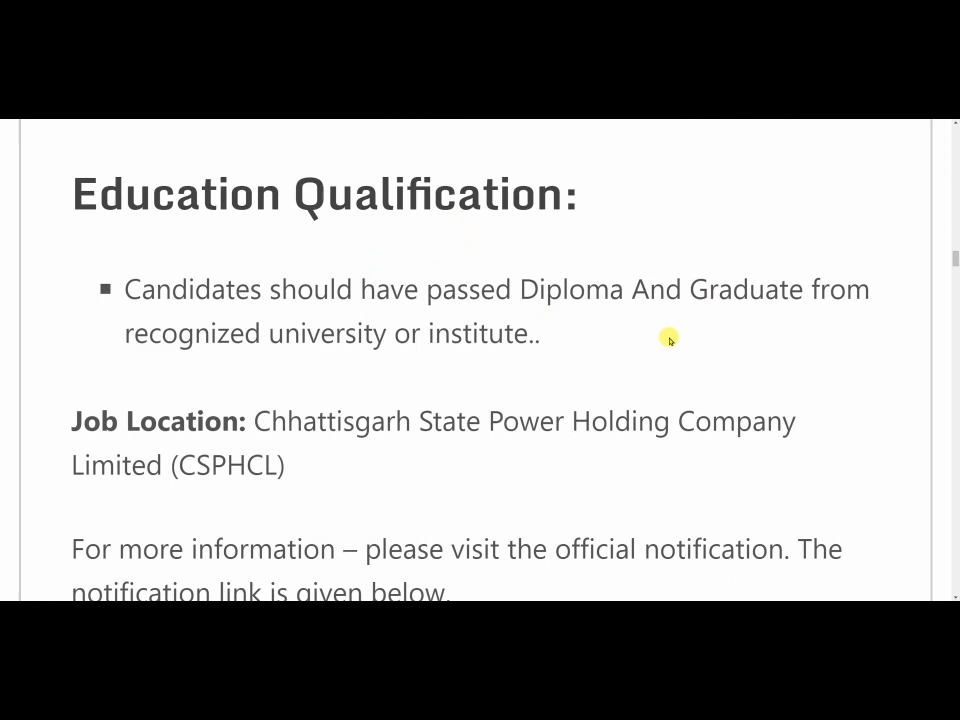 Education Qualification:
Candidates should have passed Diploma And Graduate from
recognized university or institute..
Job Location: Chhattisgarh State Power Holding Company
Limited (CSPHCL)
For more information – please visit the official notification. The
notification link is given below.